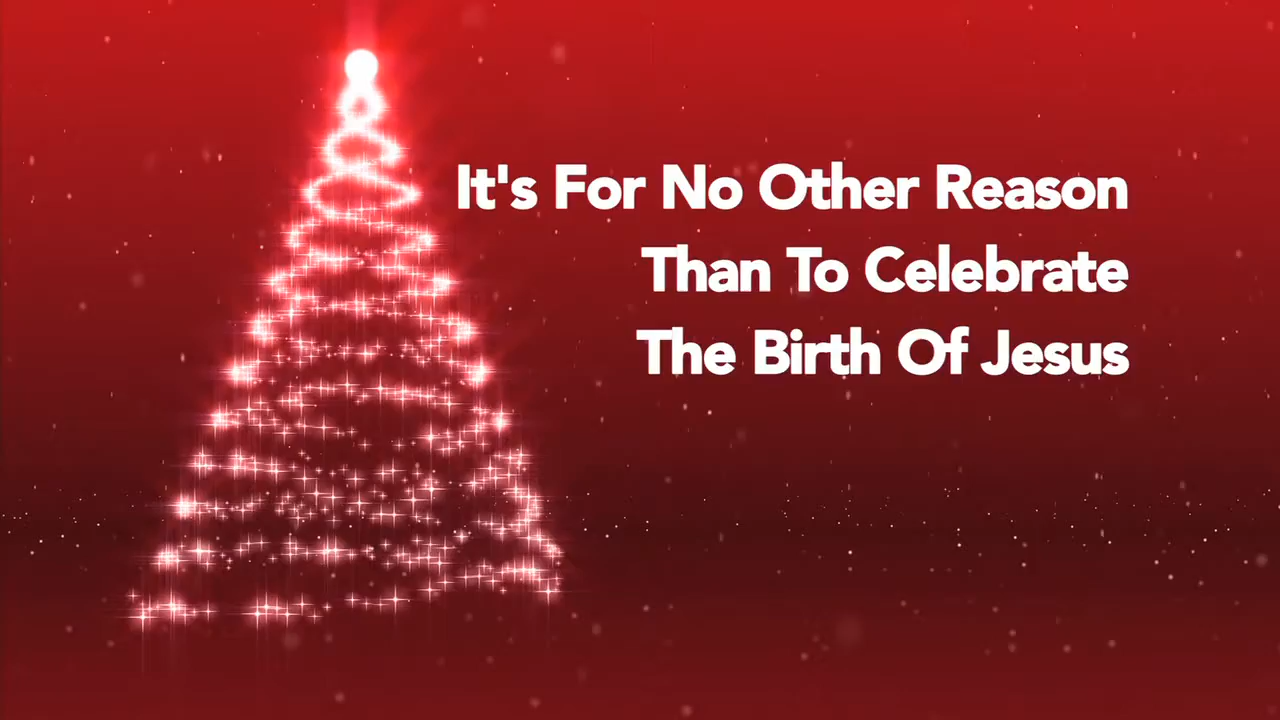 It's For No Other Reason
Than To Celebrate
The Birth Of Jesus